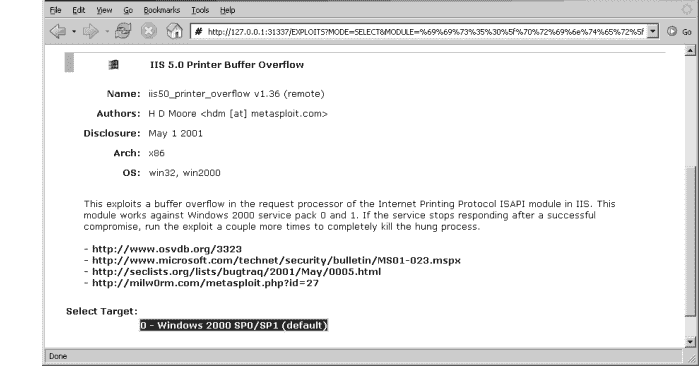 File Edit View Go Bookmarks Tools Help
# http://127.0.0.1:31337/EXPLOITS?MODE=SELECT&MODULE=%69%69%73%35%30%5f%70%72%69%6e%74%65%72%5f Go
IIS 5.0 Printer Buffer Overflow
Name: iis50_printer_overflow v1.36 (remote)
Authors: H D Moore <hdm [at] metasploit.com>
Disclosure: May 1 2001
Arch: x86
OS: win32, win2000
This exploits a buffer overflow in the request processor of the Internet Printing Protocol ISAPI module in IIS. This
module works against Windows 2000 service pack 0 and 1. If the service stops responding after a successful
compromise, run the exploit a couple more times to completely kill the hung process.
- http://www.osvdb.org/3323
- http://www.microsoft.com/technet/security/bulletin/MS01-023.mspx
- http://seclists.org/lists/bugtraq/2001/May/0005.html
- http://milw0rm.com/metasploit.php?id=27
Select Target:
0 - Windows 2000 SP0/SP1 (default)
Done